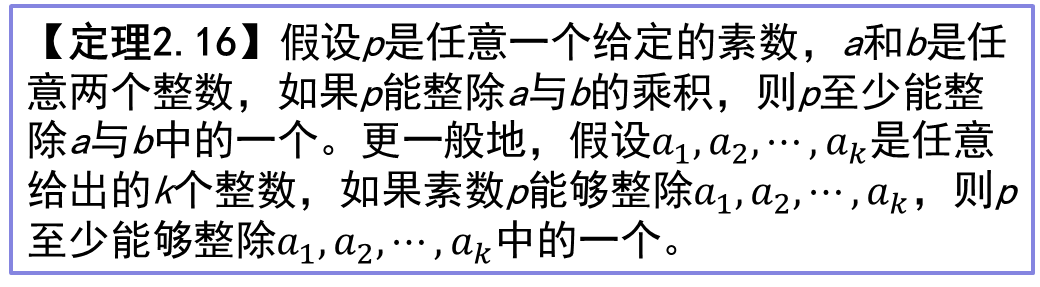 【定理2.16】假设p是任意一个给定的素数，a和b是任
意两个整数，如果p能整除a与b的乘积，则p至少能整
除a与b中的一个。更一般地，假设a₁, a₂, ⋯, aₖ是任意
给出的k个整数，如果素数p能够整除a₁, a₂, ⋯, aₖ，则p
至少能够整除a₁, a₂, ⋯, aₖ中的一个。